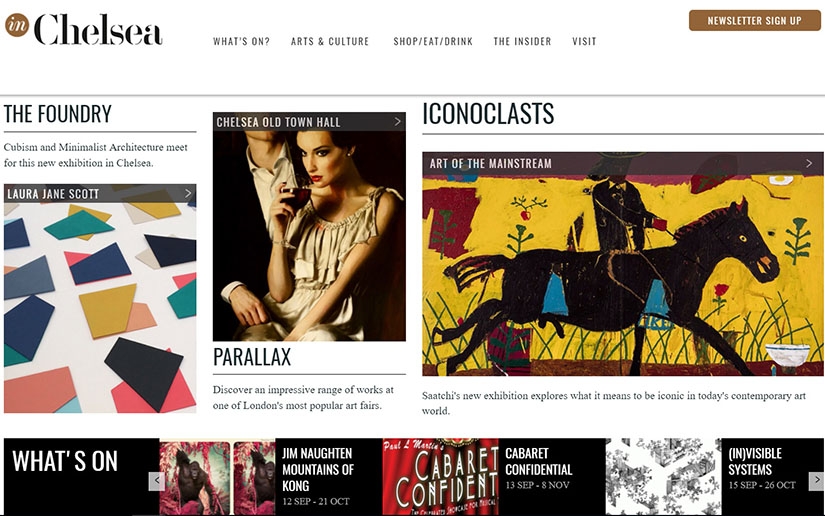 in Chelsea
NEWSLETTER SIGN UP
WHAT'S ON?
ARTS & CULTURE
SHOP/EAT/DRINK
THE INSIDER
VISIT
THE FOUNDRY
Cubism and Minimalist Architecture meet
for this new exhibition in Chelsea.
LAURA JANE SCOTT
CHELSEA OLD TOWN HALL
PARALLAX
Discover an impressive range of works at
one of London's most popular art fairs.
ICONOCLASTS
ART OF THE MAINSTREAM
Saatchi's new exhibition explores what it means to be iconic in today's contemporary art
world.
WHAT'S ON
JIM NAUGHTEN
MOUNTAINS OF
KONG
12 SEP - 21 OCT
Paul L Martin's
CABARET
CONFIDENT
THE CELEBRATED SHOWCASE FOR MUSICAL
CABARET
CONFIDENTIAL
13 SEP - 8 NOV
(IN)VISIBLE
SYSTEMS
15 SEP - 26 OCT